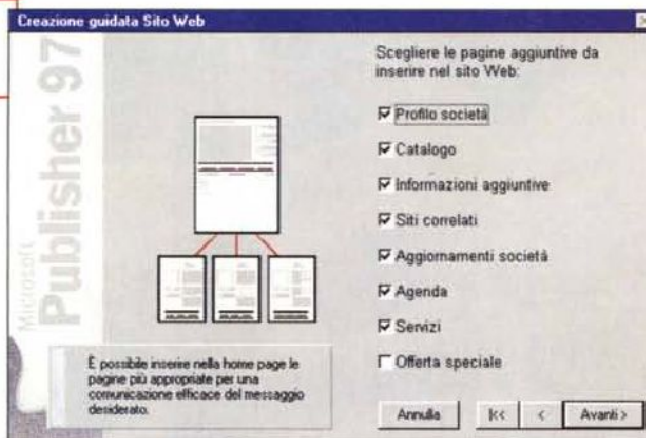 Creazione guidata Sito Web
Microsoft
Publisher 97
Scegliere le pagine aggiuntive da
inserire nel sito Web:
Profilo società
Catalogo
Informazioni aggiuntive
Siti correlati
Aggiornamenti società
Agenda
Servizi
Offerta speciale
È possibile inserire nella home page le
pagine più appropriate per una
comunicazione efficace del messaggio
desiderato.
Annulla
|<<
<
Avanti >